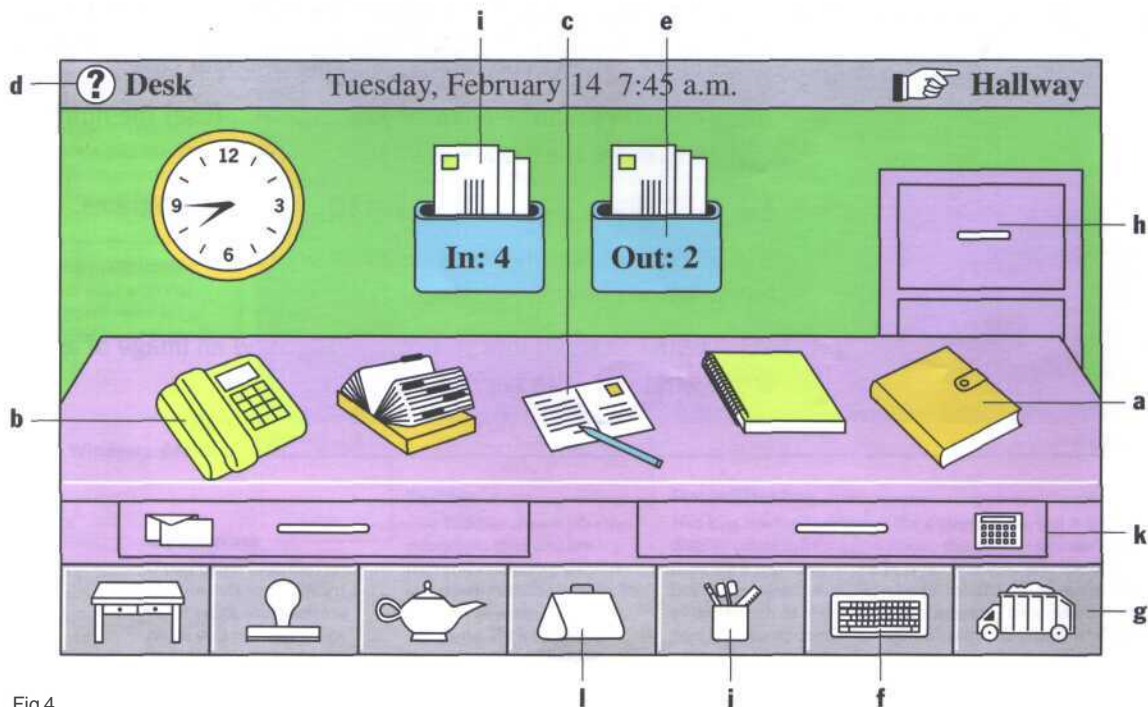 i c e
d ? Desk Tuesday, February 14 7:45 a.m. Hallway
12
9 3
6
In: 4 Out: 2
h
b a
k
g
l j f
Fig 4